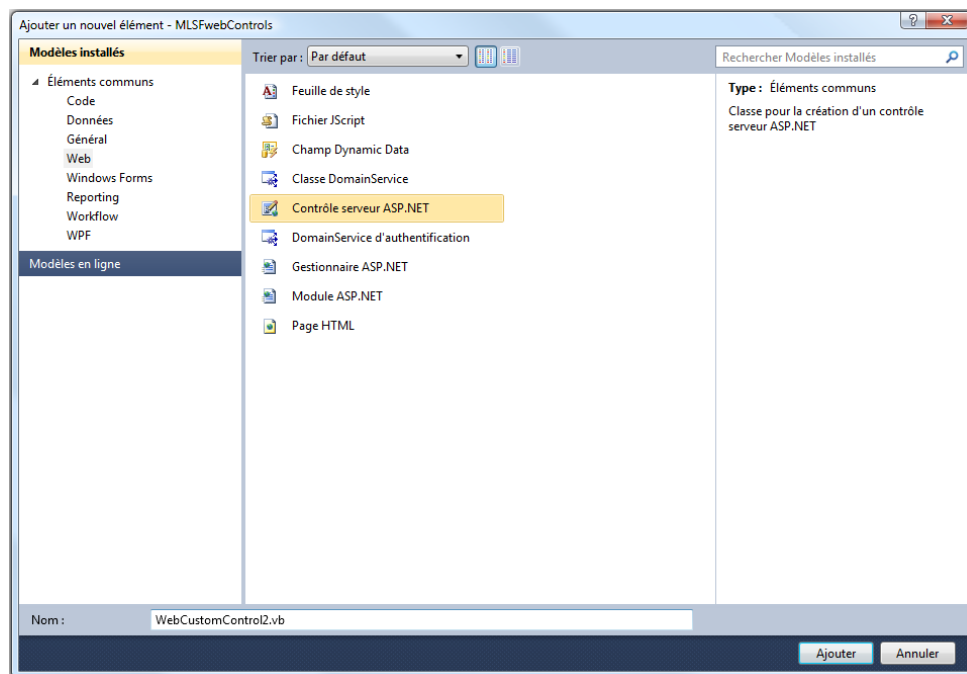 Ajouter un nouvel élément - MLSFwebControls
Modèles installés
Éléments communs
Code
Données
Général
Web
Windows Forms
Reporting
Workflow
WPF
Modèles en ligne
Trier par : Par défaut
Feuille de style
Fichier JScript
Champ Dynamic Data
Classe DomainService
Contrôle serveur ASP.NET
DomainService d'authentification
Gestionnaire ASP.NET
Module ASP.NET
Page HTML
Rechercher Modèles installés
Type : Éléments communs
Classe pour la création d'un contrôle
serveur ASP.NET
Nom : WebCustomControl2.vb
Ajouter Annuler